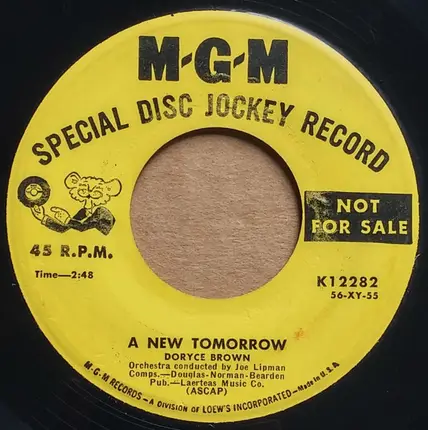 M-G-M
SPECIAL DISC JOCKEY RECORD
NOT
FOR SALE
45 R.P.M.
Time—2:48
K12282
56-XY-55
A NEW TOMORROW
DORYCE BROWN
Orchestra conducted by Joe Lipman
Comps.—Douglas-Norman-Bearden
Pub.—Laerteas Music Co.
(ASCAP)
M-G-M RECORDS—A DIVISION OF LOEW'S INCORPORATED—Made in U.S.A